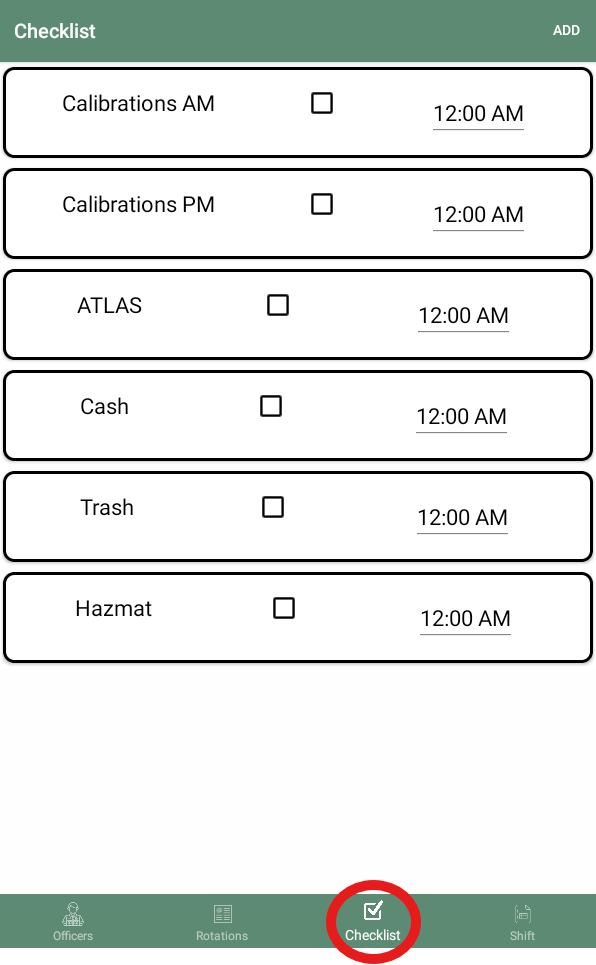 Checklist ADD
Calibrations AM 12:00 AM
Calibrations PM 12:00 AM
ATLAS 12:00 AM
Cash 12:00 AM
Trash 12:00 AM
Hazmat 12:00 AM
Officers Rotations Checklist Shift